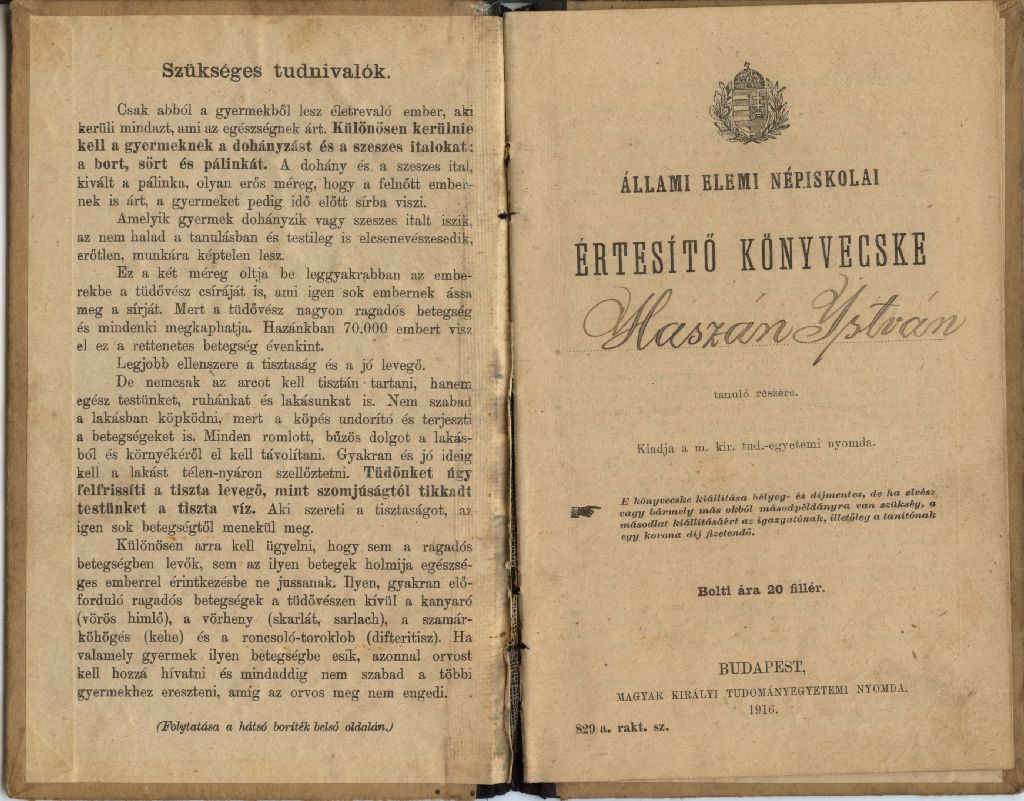 Szükséges tudnivalók.
Csak abból a gyermekből lesz életrevaló ember, aki
kerüli mindazt, ami az egészségnek árt. Különösen kerülnie
kell a gyermeknek a dohányzást és a szeszes italokat:
a bort, sört és pálinkát. A dohány és a szeszes ital,
kivált a pálinka, olyan erős méreg, hogy a felnőtt ember-
nek is árt, a gyermeket pedig idő előtt sírba viszi.
Amelyik gyermek dohányzik vagy szeszes italt iszik,
az nem halad a tanulásban és testileg is elcsenevészesedik,
erőtlen, munkára képtelen lesz.
Ez a két méreg oltja be leggyakrabban az embe-
rekbe a tüdővész csíráját is, ami igen sok embernek ássa
meg a sírját. Mert a tüdővész nagyon ragadós betegség
és mindenki megkaphatja. Hazánkban 70.000 embert visz
el ez a rettenetes betegség évenkint.
Legjobb ellenszere a tisztaság és a jó levegő.
De nemcsak az arcot kell tisztán tartani, hanem
egész testünket, ruhánkat és lakásunkat is. Nem szabad
a lakásban köpködni, mert a köpés undorító és terjeszti
a betegségeket is. Minden romlott, bűzös dolgot a lakás-
ból és környékéről el kell távolítani. Gyakran és jó ideig
kell a lakást télen-nyáron szellőztetni. Tüdőnket úgy
felfrissíti a tiszta levegő, mint szomjúságtól tikkadt
testünket a tiszta víz. Aki szereti a tisztaságot, az
igen sok betegségtől menekül meg.
Különösen arra kell ügyelni, hogy sem a ragadós
betegségben levők, sem az ilyen betegek holmija egészsé-
ges emberrel érintkezésbe ne jussanak. Ilyen, gyakran elő-
forduló ragadós betegségek a tüdővészen kívül a kanyaró
(vörös himlő), a vörheny (skarlát, sarlach), a szamár-
köhögés (kehe) és a roncsoló-toroklob (difteritisz). Ha
valamely gyermek ilyen betegségbe esik, azonnal orvost
kell hozzá hívatni és mindaddig nem szabad a többi
gyermekhez ereszteni, amíg az orvos meg nem engedi.
(Folytatása a hátsó boríték belső oldalán.)
ÁLLAMI ELEMI NÉPISKOLAI
ÉRTESÍTŐ KÖNYVECSKE
Haszán István
tanuló részére.
Kiadja a m. kir. tud.-egyetemi nyomda.
E könyvecske kiállítása bélyeg- és díjmentes, de ha elvész
vagy bármely más okból másodpéldányra van szükség, a
másodlat kiállításáért az igazgatónak, illetőleg a tanítónak
egy korona díj fizetendő.
Bolti ára 20 fillér.
BUDAPEST,
MAGYAR KIRÁLYI TUDOMÁNYEGYETEMI NYOMDA.
1916.
829 a. rakt. sz.